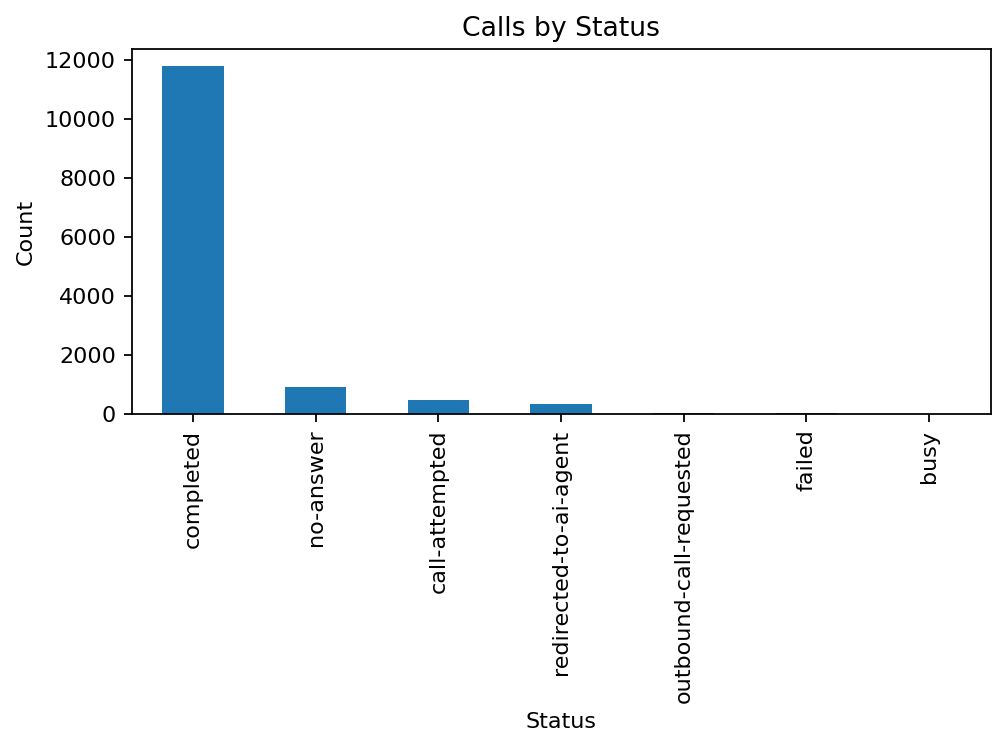 Calls by Status
12000
10000
8000
6000
4000
2000
0
Count
completed
no-answer
call-attempted
redirected-to-ai-agent
outbound-call-requested
failed
busy
Status